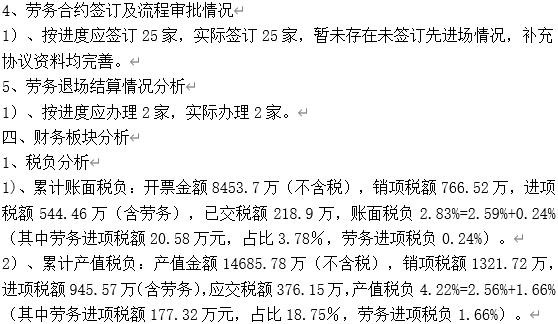 4、劳务合约签订及流程审批情况
1）、按进度应签订 25 家，实际签订 25 家，暂未存在未签订先进场情况，补充
协议资料均完善。
5、劳务退场结算情况分析
1）、按进度应办理 2 家，实际办理 2 家。
四、财务板块分析
1、税负分析
1）、累计账面税负：开票金额 8453.7 万（不含税），销项税额 766.52 万，进项
税额 544.46 万（含劳务），已交税额 218.9 万，账面税负 2.83%=2.59%+0.24%
（其中劳务进项税额 20.58 万元，占比 3.78%，劳务进项税负 0.24%）。
2）、累计产值税负：产值金额 14685.78 万（不含税），销项税额 1321.72 万，
进项税额 945.57 万(含劳务)，应交税额 376.15 万，产值税负 4.22%=2.56%+1.66%
（其中劳务进项税额 177.32 万元，占比 18.75%，劳务进项税负 1.66%）。